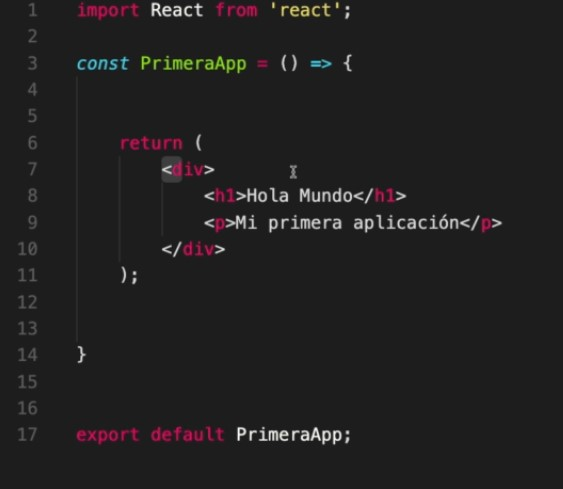 1 import React from 'react';
2
3 const PrimeraApp = () => {
4
5
6 return (
7 <div>
8 <h1>Hola Mundo</h1>
9 <p>Mi primera aplicación</p>
10 </div>
11 );
12
13
14 }
15
16
17 export default PrimeraApp;